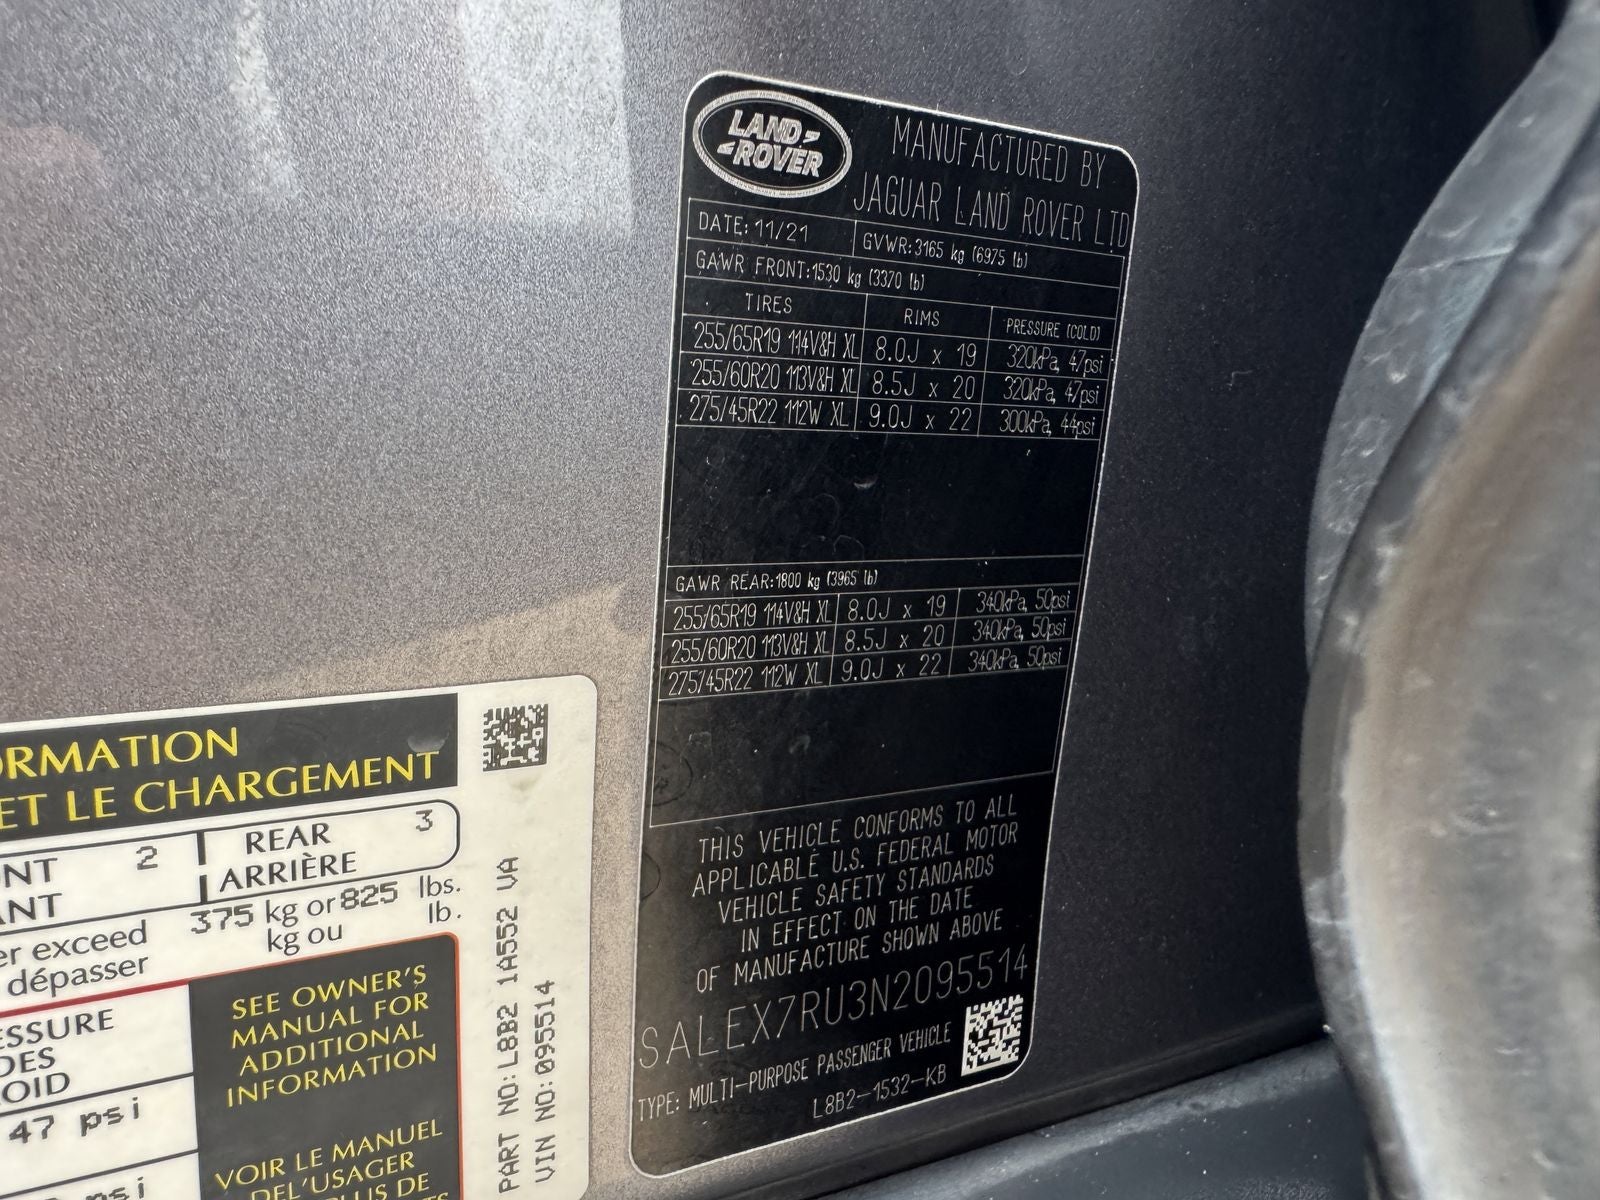 LAND
ROVER
MANUFACTURED BY
JAGUAR LAND ROVER LTD
DATE: 11/21 GVWR: 3165 kg (6975 lb)
GAWR FRONT: 1530 kg (3370 lb)
TIRES RIMS PRESSURE (COLD)
255/65R19 114V&H XL 8.0J x 19 320kPa, 47psi
255/60R20 113V&H XL 8.5J x 20 320kPa, 47psi
275/45R22 112W XL 9.0J x 22 300kPa, 44psi
GAWR REAR: 1800 kg (3965 lb)
255/65R19 114V&H XL 8.0J x 19 340kPa, 50psi
255/60R20 113V&H XL 8.5J x 20 340kPa, 50psi
275/45R22 112W XL 9.0J x 22 340kPa, 50psi
THIS VEHICLE CONFORMS TO ALL
APPLICABLE U.S. FEDERAL MOTOR
VEHICLE SAFETY STANDARDS
IN EFFECT ON THE DATE
OF MANUFACTURE SHOWN ABOVE
SALEX7RU3N2095514
TYPE: MULTI-PURPOSE PASSENGER VEHICLE
L8B2-1532-KB
ORMATION
ET LE CHARGEMENT
NT 2 REAR 3
ANT ARRIÈRE
er exceed 375 kg or 825 lbs.
dépasser kg ou lb.
ESSURE
DES
OID
47 psi
psi
SEE OWNER'S
MANUAL FOR
ADDITIONAL
INFORMATION
VOIR LE MANUEL
DEL'USAGER
PLUS DE
PART NO: L8B2 1A552 VA
VIN NO: 095514